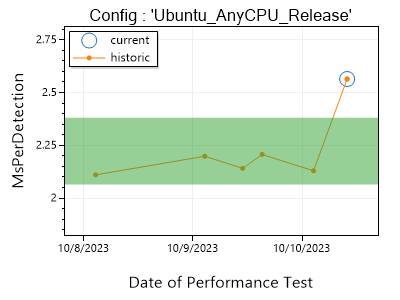 Config : 'Ubuntu_AnyCPU_Release'
current
historic
MsPerDetection
2.75
2.5
2.25
2
10/8/2023
10/9/2023
10/10/2023
Date of Performance Test